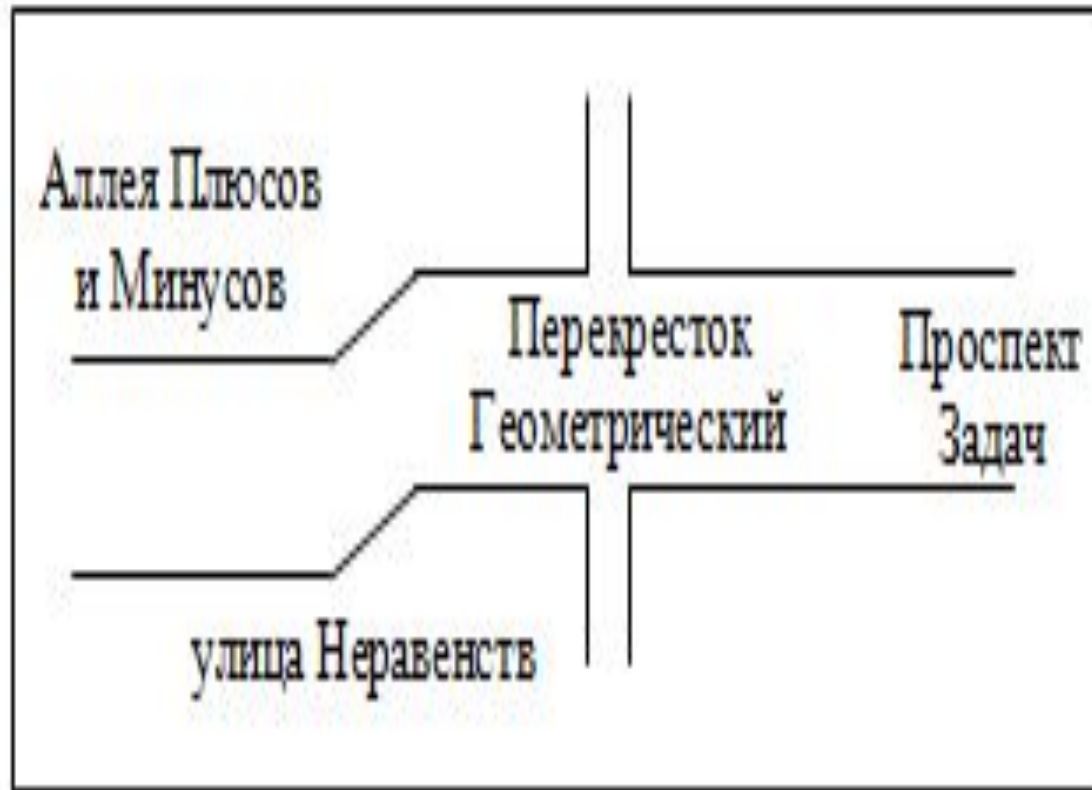 Аллея Плюсов
и Минусов
Перекресток
Геометрический
Проспект
Задач
улица Неравенств